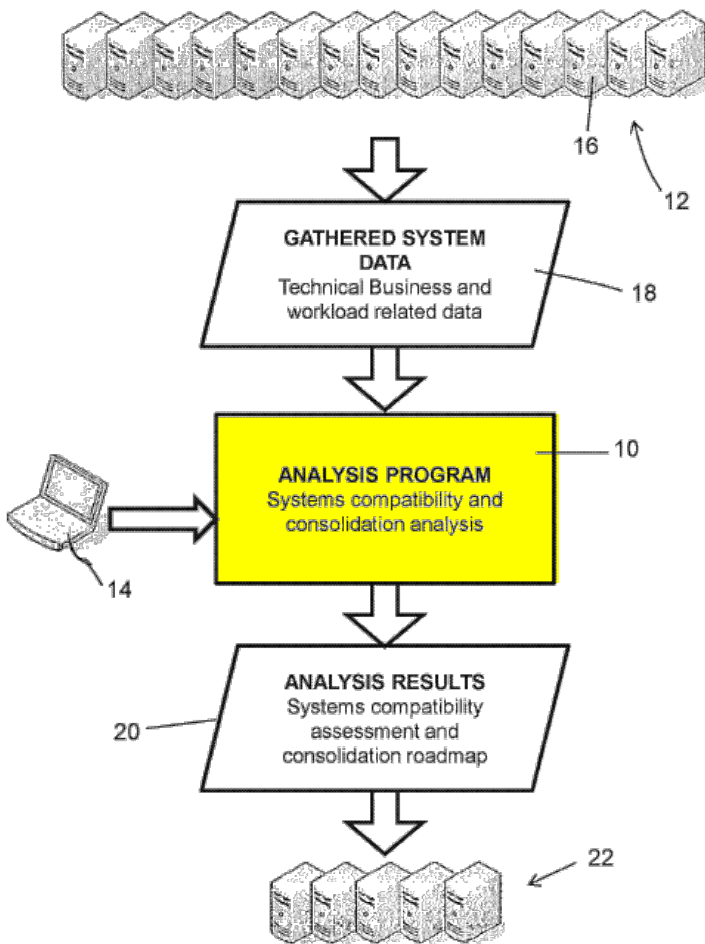 16
12
GATHERED SYSTEM
DATA
Technical Business and
workload related data
18
10
ANALYSIS PROGRAM
Systems compatibility and
consolidation analysis
14
ANALYSIS RESULTS
Systems compatibility
assessment and
consolidation roadmap
20
22